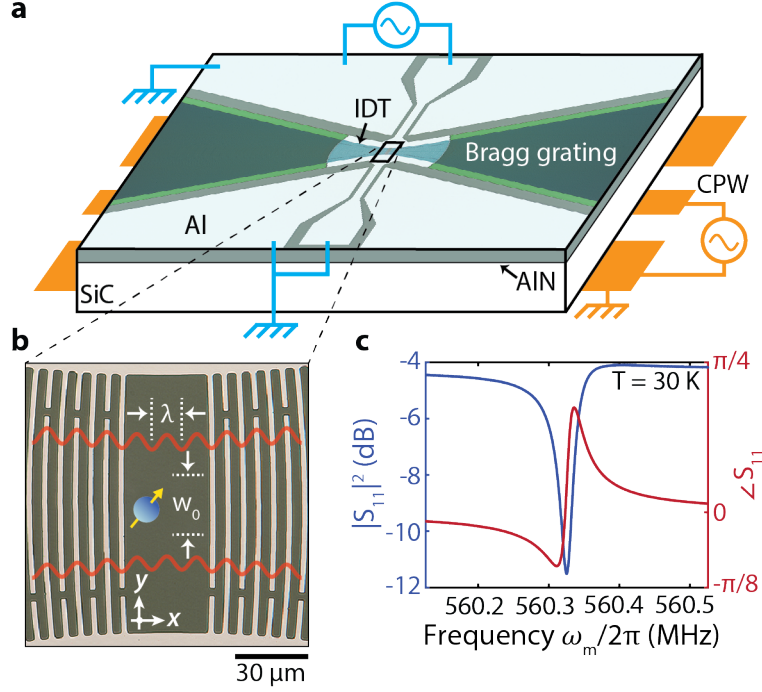 a
IDT
Bragg grating
CPW
Al
AlN
SiC
b
λ
w₀
y
x
30 μm
c
T = 30 K
|S₁₁|² (dB)
-4
-6
-8
-10
-12
π/4
0
-π/8
∠S₁₁
560.2 560.3 560.4 560.5
Frequency ωₘ/2π (MHz)